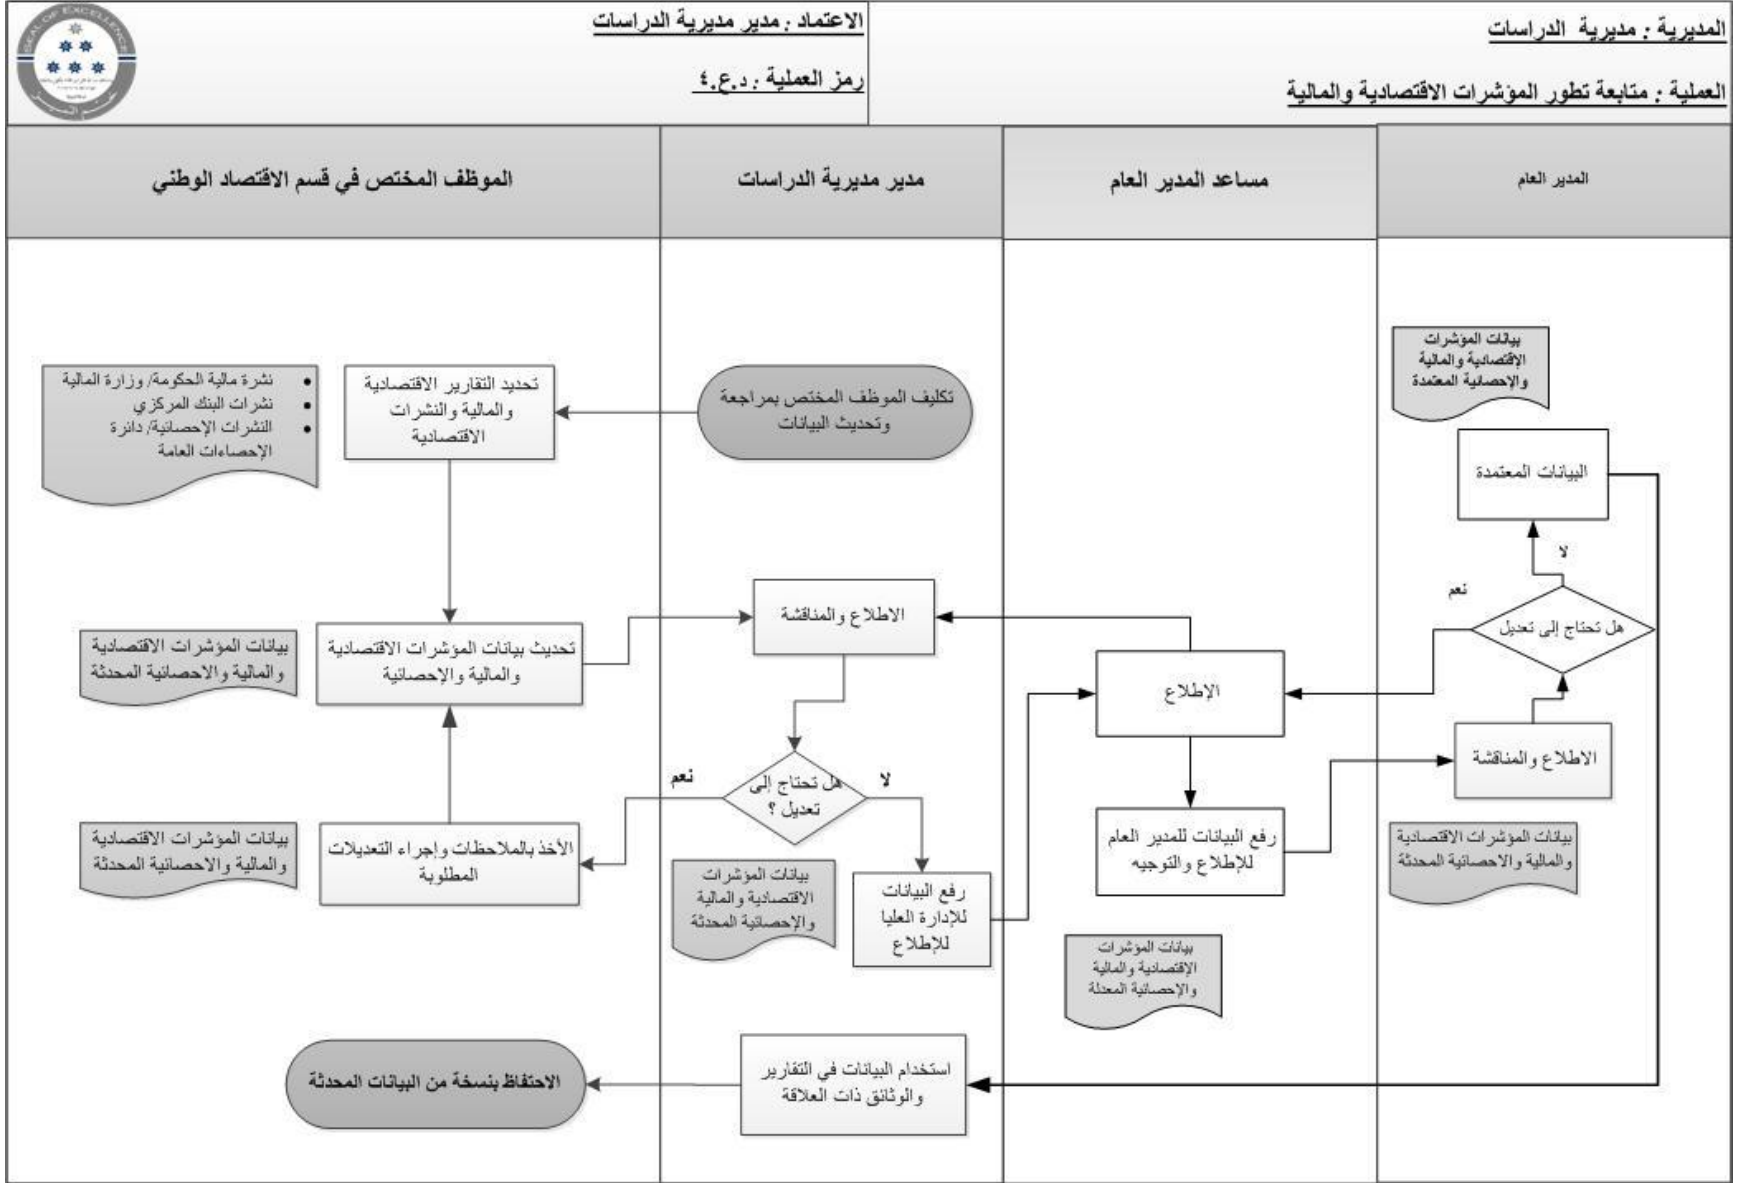 المديرية : مديرية الدراسات
العملية : متابعة تطور المؤشرات الاقتصادية والمالية
الاعتماد : مدير مديرية الدراسات
رمز العملية : د.ع.٤
SEAL OF EXCELLENCE
المدير العام
مساعد المدير العام
مدير مديرية الدراسات
الموظف المختص في قسم الاقتصاد الوطني
بيانات المؤشرات
الإقتصادية والمالية
والإحصائية المعتمدة
البيانات المعتمدة
لا
نعم
هل تحتاج إلى تعديل
الاطلاع والمناقشة
بيانات المؤشرات الاقتصادية
والمالية والاحصائية المحدثة
الإطلاع
رفع البيانات للمدير العام
للإطلاع والتوجيه
بيانات المؤشرات
الإقتصادية والمالية
والإحصائية المعدلة
تكليف الموظف المختص بمراجعة
وتحديث البيانات
الاطلاع والمناقشة
هل تحتاج إلى
تعديل ؟
لا
نعم
رفع البيانات
للإدارة العليا
للإطلاع
بيانات المؤشرات
الاقتصادية والمالية
والإحصائية المحدثة
استخدام البيانات في التقارير
والوثائق ذات العلاقة
تحديد التقارير الاقتصادية
والمالية والنشرات
الاقتصادية
• نشرة مالية الحكومة/ وزارة المالية
• نشرات البنك المركزي
• النشرات الإحصائية/ دائرة
الإحصاءات العامة
تحديث بيانات المؤشرات الاقتصادية
والمالية والإحصائية
بيانات المؤشرات الاقتصادية
والمالية والاحصائية المحدثة
الأخذ بالملاحظات وإجراء التعديلات
المطلوبة
بيانات المؤشرات الاقتصادية
والمالية والاحصائية المحدثة
الاحتفاظ بنسخة من البيانات المحدثة